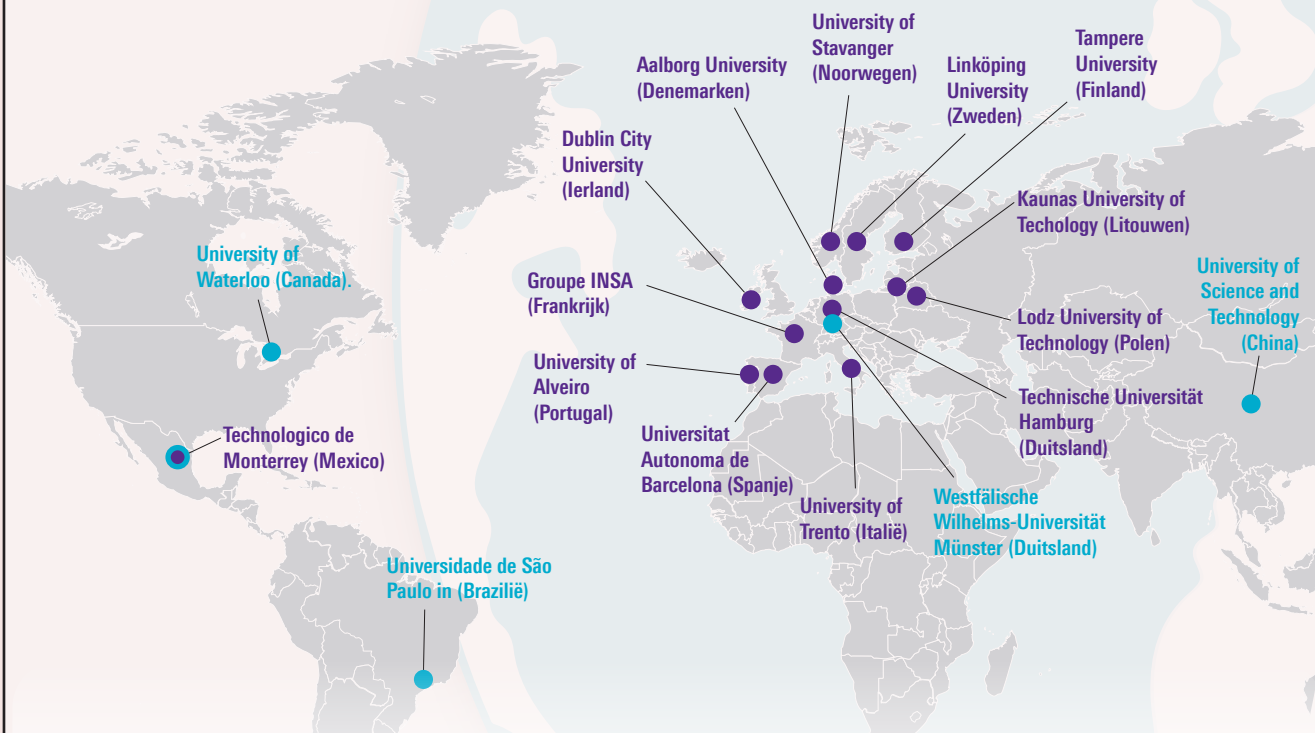 University of
Stavanger
(Noorwegen)
Tampere
University
(Finland)
Aalborg University
(Denemarken)
Linköping
University
(Zweden)
Dublin City
University
(Ierland)
Kaunas University of
Techology (Litouwen)
University of
Waterloo (Canada).
Groupe INSA
(Frankrijk)
University of
Science and
Technology
(China)
Lodz University of
Technology (Polen)
University of
Alveiro
(Portugal)
Technische Universität
Hamburg
(Duitsland)
Technologico de
Monterrey (Mexico)
Universitat
Autonoma de
Barcelona (Spanje)
University of
Trento (Italië)
Westfälische
Wilhelms-Universität
Münster (Duitsland)
Universidade de São
Paulo in (Brazilië)